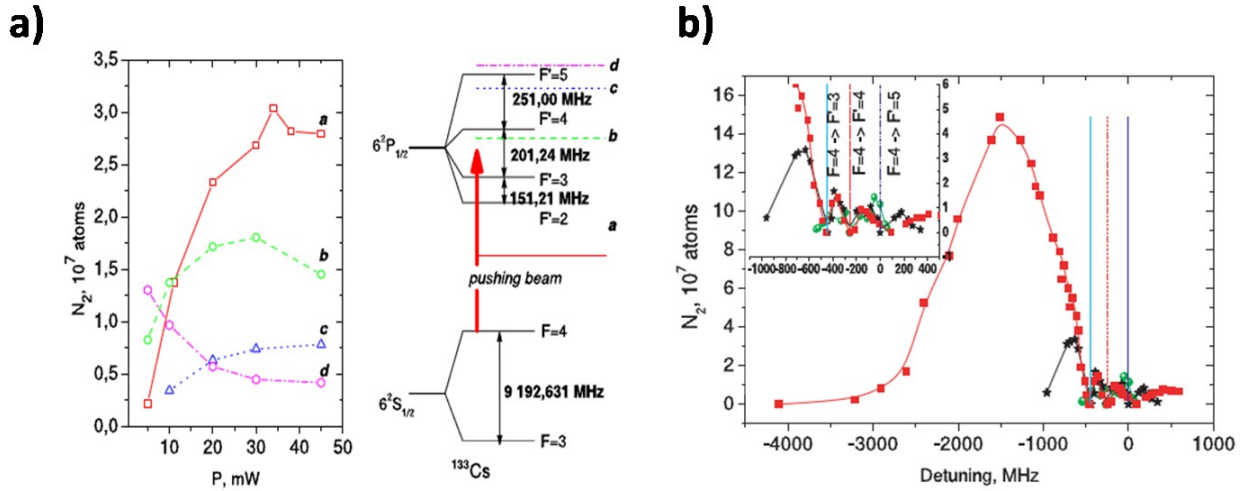 a)
3,5
3,0
2,5
2,0
1,5
1,0
0,5
0,0
N2, 10^7 atoms
10 20 30 40 50
P, mW
a
b
c
d
6^2P1/2
F'=5
251,00 MHz
F'=4
201,24 MHz
F'=3
151,21 MHz
F'=2
d
c
b
a
pushing beam
F=4
9 192,631 MHz
6^2S1/2
F=3
^133Cs
b)
16
14
12
10
8
6
4
2
0
N2, 10^7 atoms
-4000 -3000 -2000 -1000 0 1000
Detuning, MHz
6
5
4
3
2
1
0
-1000 -800 -600 -400 -200 0 200 400
F=4 -> F'=3
F=4 -> F'=4
F=4 -> F'=5